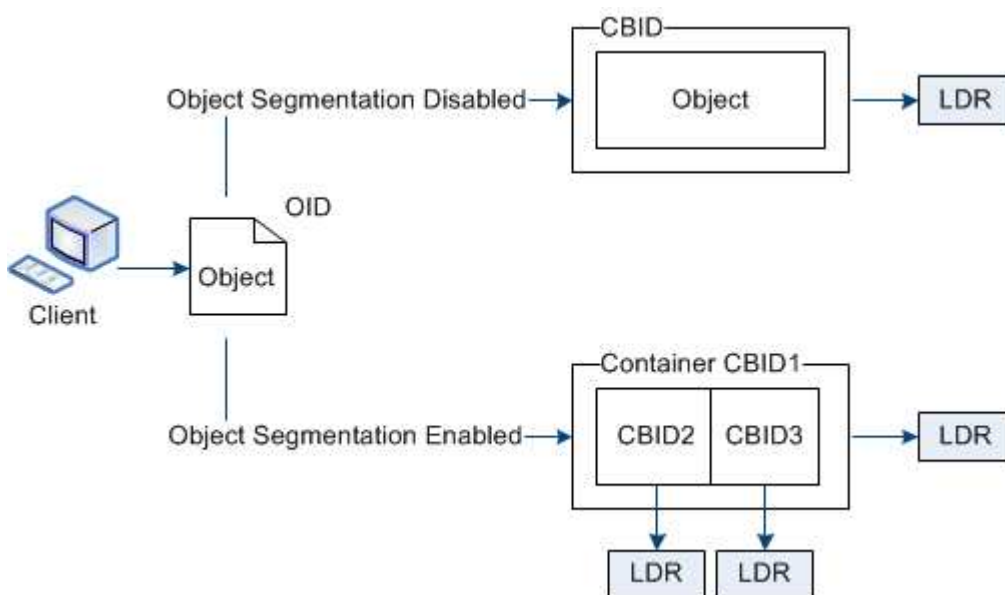 CBID
Object Segmentation Disabled
Object
LDR
OID
Object
Client
Container CBID1
Object Segmentation Enabled
CBID2
CBID3
LDR
LDR
LDR